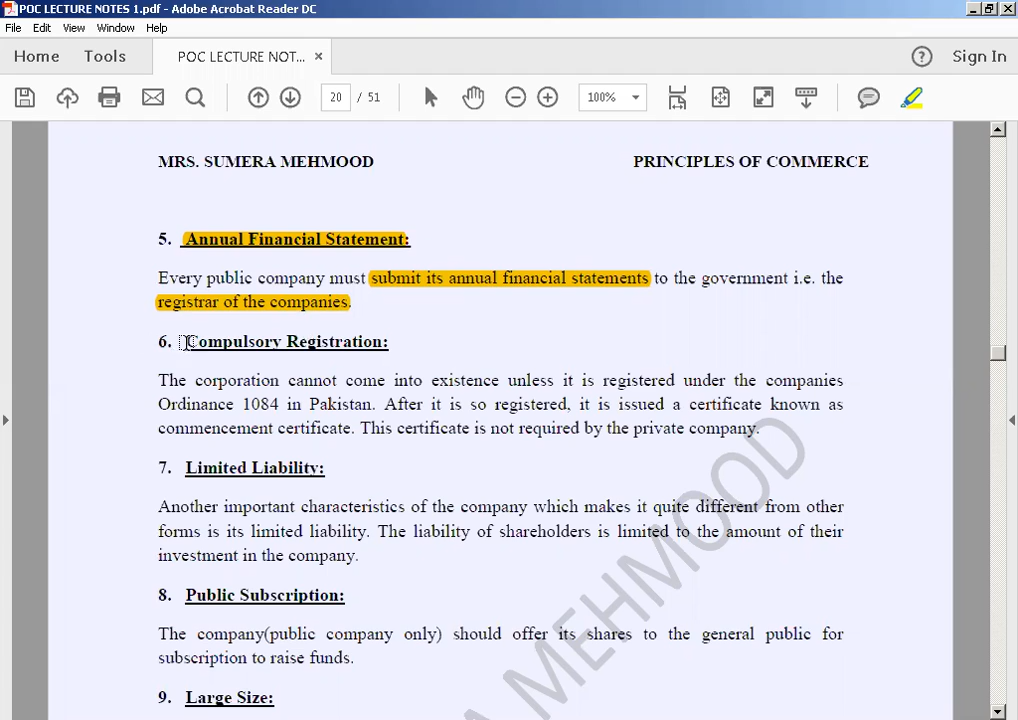 POC LECTURE NOTES 1.pdf - Adobe Acrobat Reader DC
File Edit View Window Help
Home Tools POC LECTURE NOT... × Sign In
20 / 51 100%
MRS. SUMERA MEHMOOD PRINCIPLES OF COMMERCE
5. Annual Financial Statement:
Every public company must submit its annual financial statements to the government i.e. the
registrar of the companies.
6. Compulsory Registration:
The corporation cannot come into existence unless it is registered under the companies
Ordinance 1084 in Pakistan. After it is so registered, it is issued a certificate known as
commencement certificate. This certificate is not required by the private company.
7. Limited Liability:
Another important characteristics of the company which makes it quite different from other
forms is its limited liability. The liability of shareholders is limited to the amount of their
investment in the company.
8. Public Subscription:
The company(public company only) should offer its shares to the general public for
subscription to raise funds.
9. Large Size:
A MEHMOOD